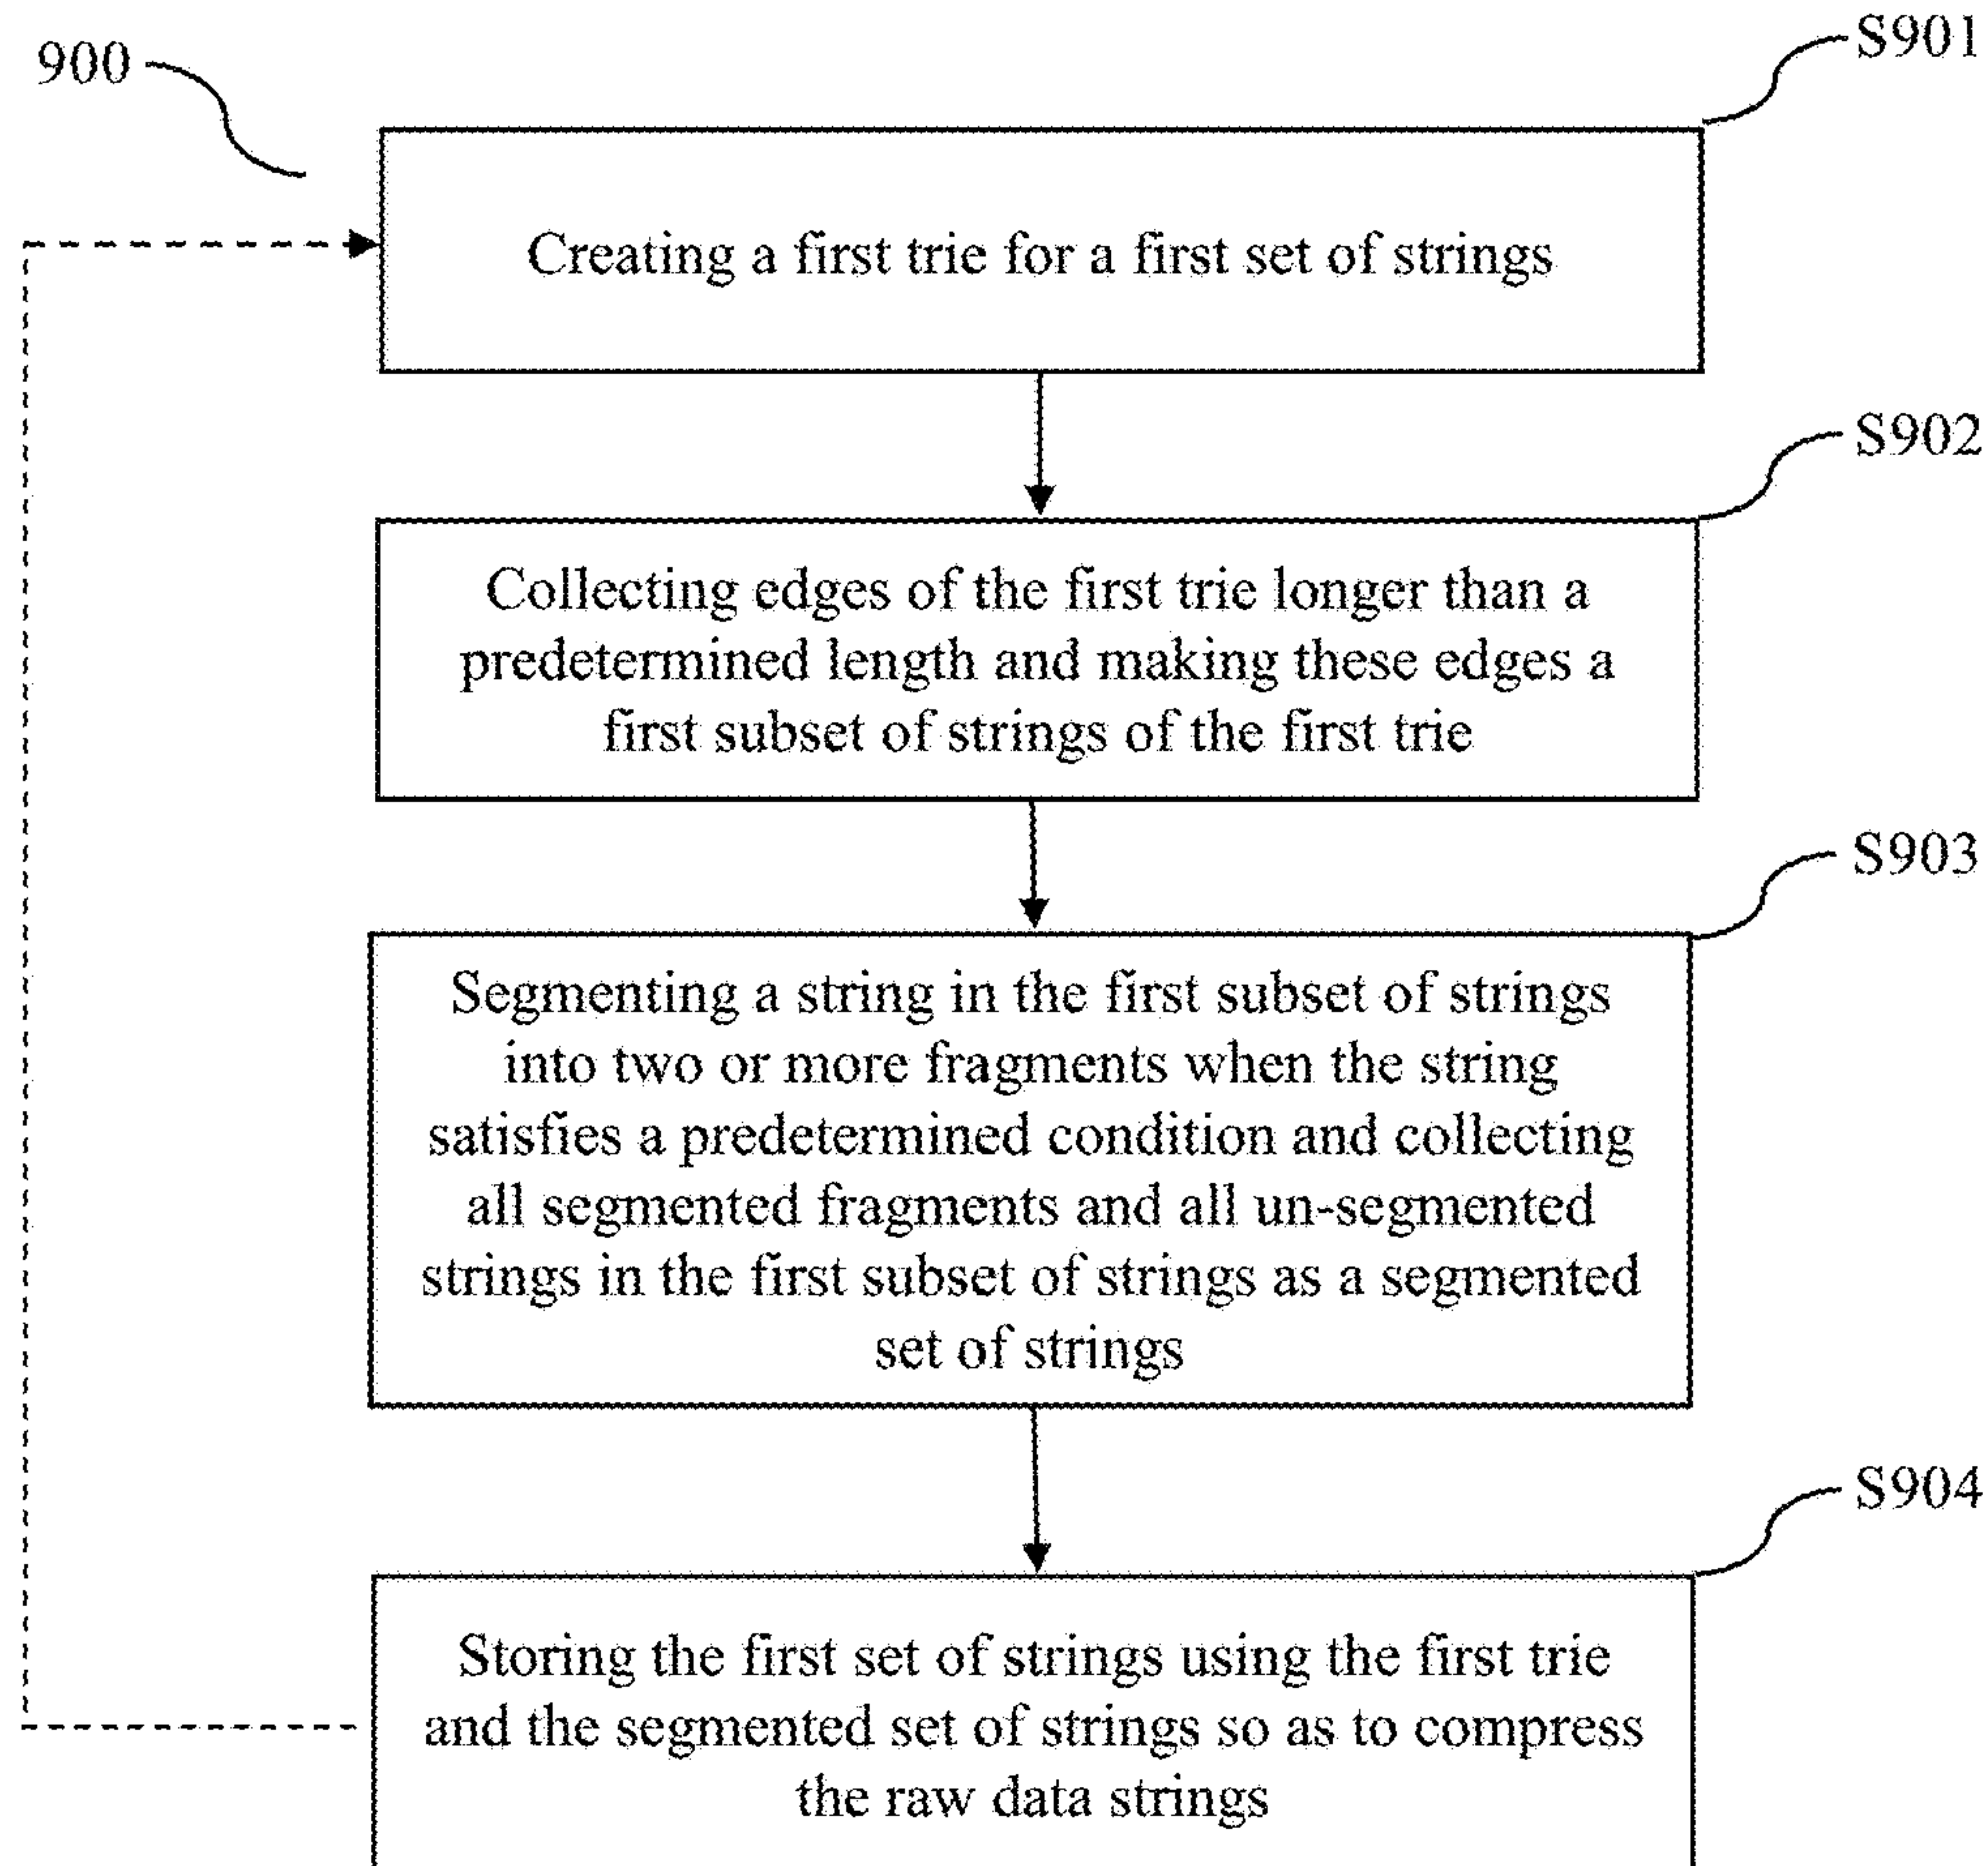 900
S901
Creating a first trie for a first set of strings
S902
Collecting edges of the first trie longer than a
predetermined length and making these edges a
first subset of strings of the first trie
S903
Segmenting a string in the first subset of strings
into two or more fragments when the string
satisfies a predetermined condition and collecting
all segmented fragments and all un-segmented
strings in the first subset of strings as a segmented
set of strings
S904
Storing the first set of strings using the first trie
and the segmented set of strings so as to compress
the raw data strings